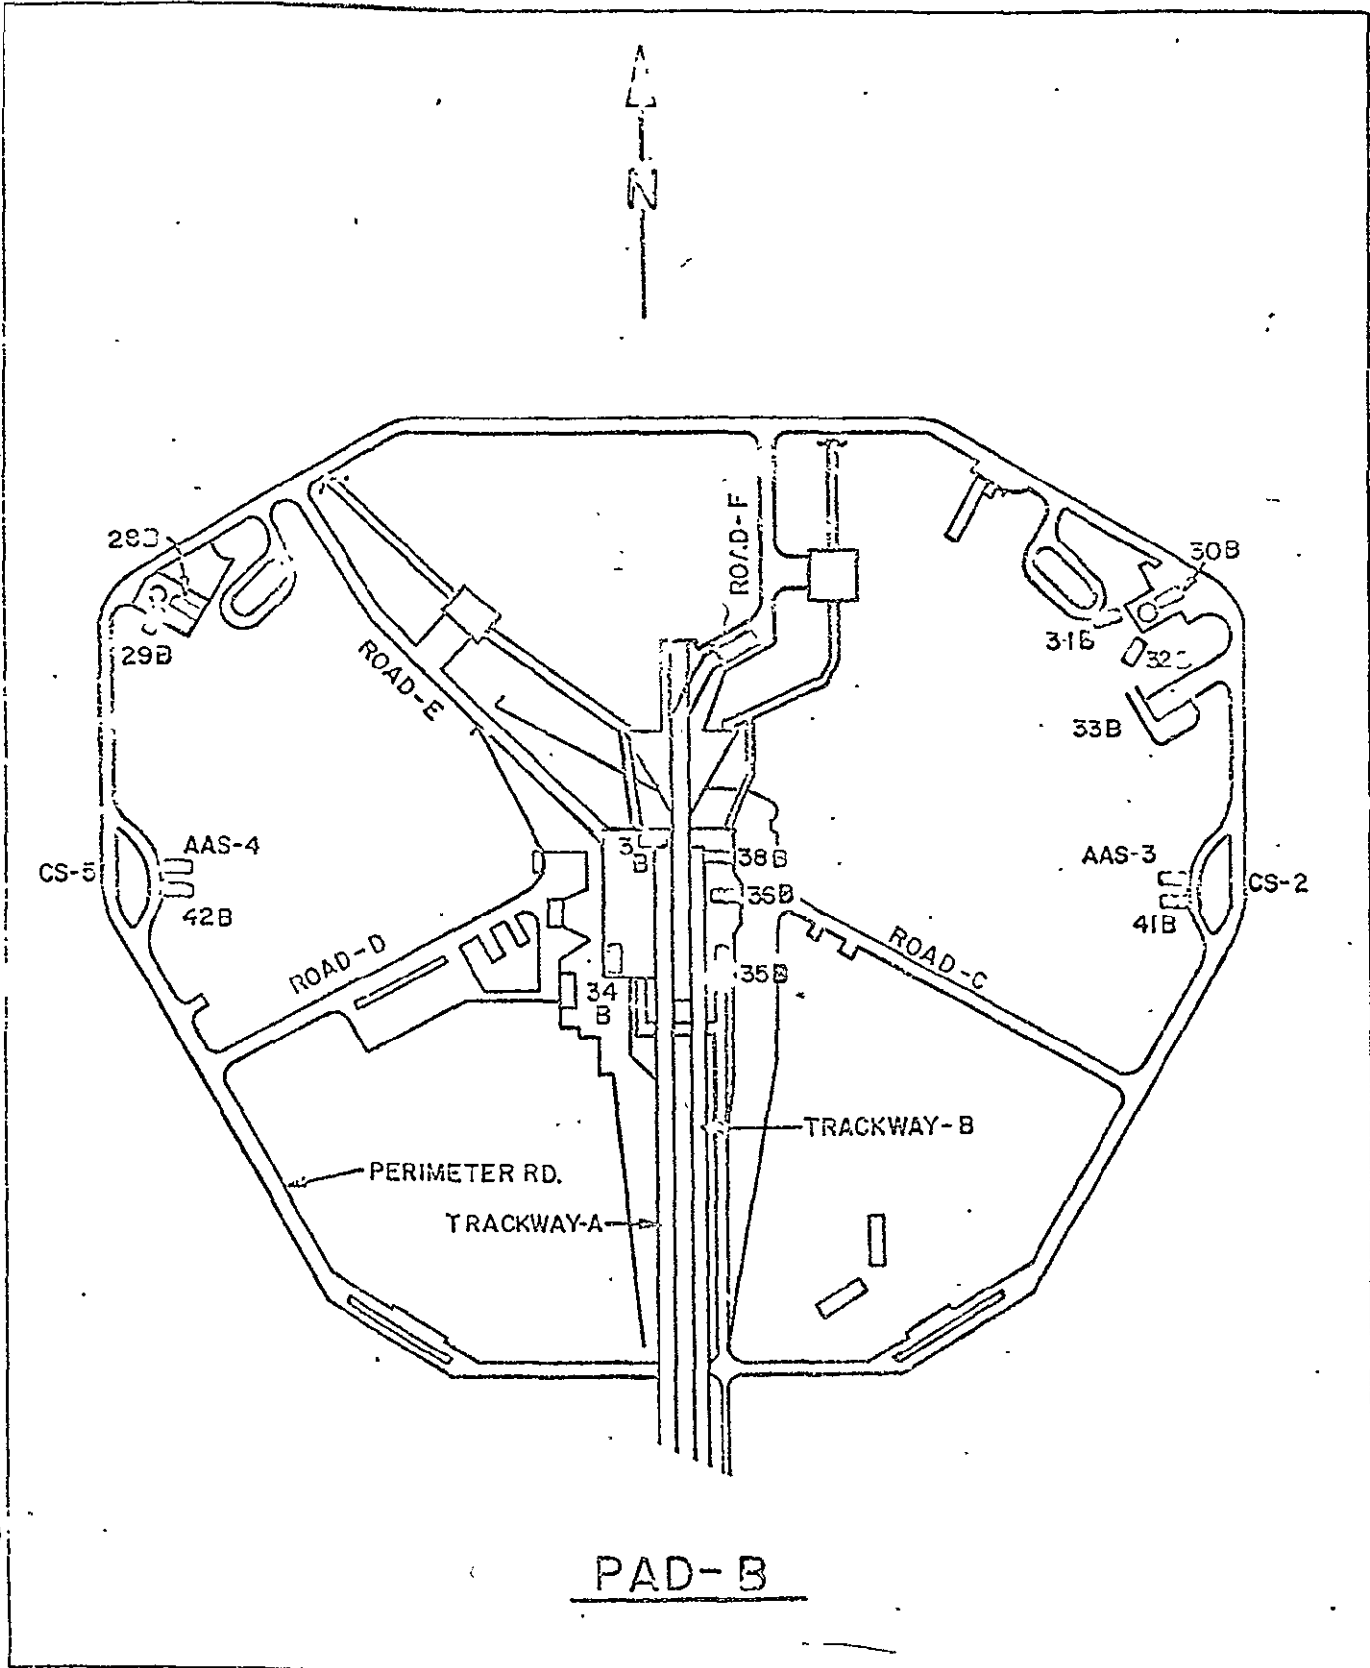 N
ROAD-F
28B
30B
29B
31B
ROAD-E
33B
AAS-4
38B
AAS-3
CS-5
CS-2
36B
42B
41B
ROAD-D
ROAD-C
35B
34
B
TRACKWAY-B
PERIMETER RD.
TRACKWAY-A
PAD-B